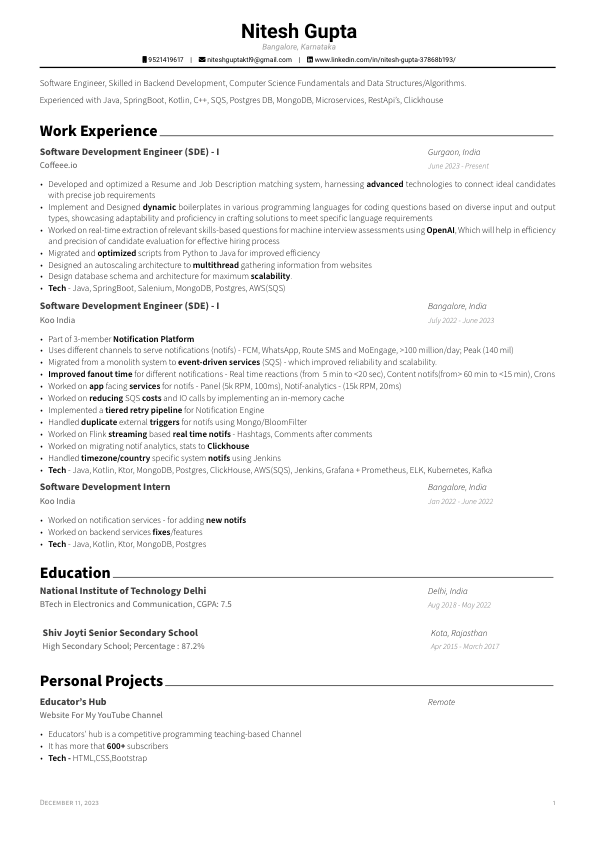 Nitesh Gupta
Bangalore, Karnataka
9521419617 | niteshguptaktl9@gmail.com | www.linkedin.com/in/nitesh-gupta-37868b193/
Software Engineer, Skilled in Backend Development, Computer Science Fundamentals and Data Structures/Algorithms.
Experienced with Java, SpringBoot, Kotlin, C++, SQS, Postgres DB, MongoDB, Microservices, RestApi's, Clickhouse
Work Experience
Software Development Engineer (SDE) - I Gurgaon, India
Coffeee.io June 2023 - Present
• Developed and optimized a Resume and Job Description matching system, harnessing advanced technologies to connect ideal candidates
with precise job requirements
• Implement and Designed dynamic boilerplates in various programming languages for coding questions based on diverse input and output
types, showcasing adaptability and proficiency in crafting solutions to meet specific language requirements
• Worked on real-time extraction of relevant skills-based questions for machine interview assessments using OpenAI, Which will help in efficiency
and precision of candidate evaluation for effective hiring process
• Migrated and optimized scripts from Python to Java for improved efficiency
• Designed an autoscaling architecture to multithread gathering information from websites
• Design database schema and architecture for maximum scalability.
• Tech - Java, SpringBoot, Salenium, MongoDB, Postgres, AWS(SQS)
Software Development Engineer (SDE) - I Bangalore, India
Koo India July 2022 - June 2023
• Part of 3-member Notification Platform
• Uses different channels to serve notifications (notifs) - FCM, WhatsApp, Route SMS and MoEngage, >100 million/day; Peak (140 mil)
• Migrated from a monolith system to event-driven services (SQS) - which improved reliability and scalability.
• Improved fanout time for different notifications - Real time reactions (from 5 min to <20 sec), Content notifs(from> 60 min to <15 min), Crons
• Worked on app facing services for notifs - Panel (5k RPM, 100ms), Notif-analytics - (15k RPM, 20ms)
• Worked on reducing SQS costs and IO calls by implementing an in-memory cache
• Implemented a tiered retry pipeline for Notification Engine
• Handled duplicate external triggers for notifs using Mongo/BloomFilter
• Worked on Flink streaming based real time notifs - Hashtags, Comments after comments
• Worked on migrating notif analytics, stats to Clickhouse
• Handled timezone/country specific system notifs using Jenkins
• Tech - Java, Kotlin, Ktor, MongoDB, Postgres, ClickHouse, AWS(SQS), Jenkins, Grafana + Prometheus, ELK, Kubernetes, Kafka
Software Development Intern Bangalore, India
Koo India Jan 2022 - June 2022
• Worked on notification services - for adding new notifs
• Worked on backend services fixes/features
• Tech - Java, Kotlin, Ktor, MongoDB, Postgres
Education
National Institute of Technology Delhi Delhi, India
BTech in Electronics and Communication, CGPA: 7.5 Aug 2018 - May 2022
Shiv Joyti Senior Secondary School Kota, Rajasthan
High Secondary School; Percentage : 87.2% Apr 2015 - March 2017
Personal Projects
Educator's Hub Remote
Website For My YouTube Channel
• Educators' hub is a competitive programming teaching-based Channel
• It has more that 600+ subscribers
• Tech - HTML,CSS,Bootstrap
December 11, 2023 1